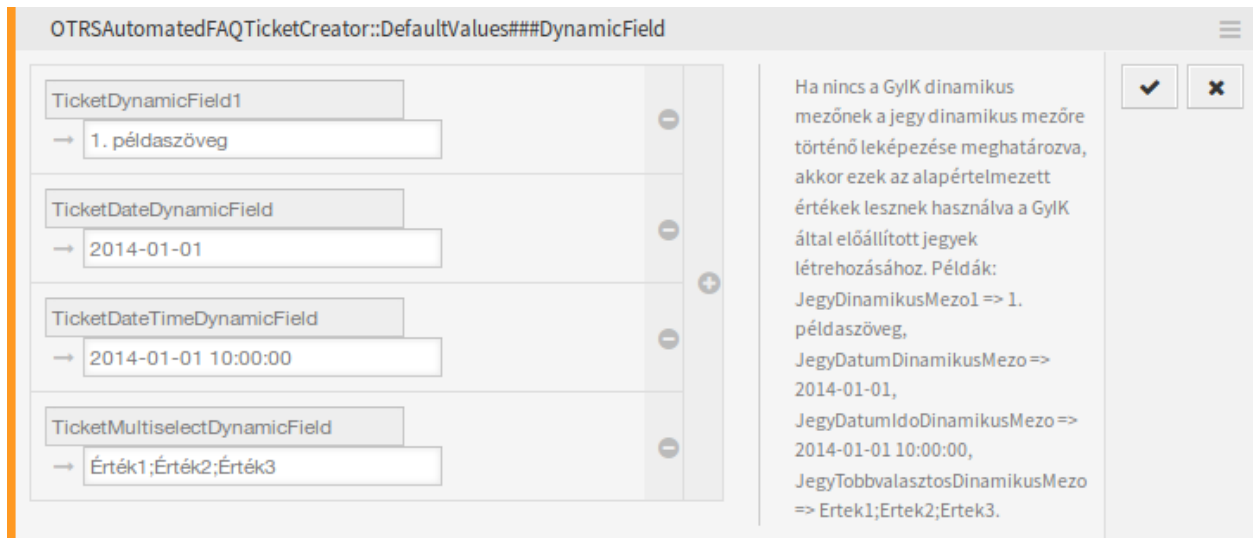 OTRSAutomatedFAQTicketCreator::DefaultValues###DynamicField
TicketDynamicField1
1. példaszöveg
TicketDateDynamicField
2014-01-01
TicketDateTimeDynamicField
2014-01-01 10:00:00
TicketMultiselectDynamicField
Érték1;Érték2;Érték3
Ha nincs a GyIK dinamikus
mezőnek a jegy dinamikus mezőre
történő leképezése meghatározva,
akkor ezek az alapértelmezett
értékek lesznek használva a GyIK
által előállított jegyek
létrehozásához. Példák:
JegyDinamikusMezo1 => 1.
példaszöveg,
JegyDatumDinamikusMezo =>
2014-01-01,
JegyDatumIdoDinamikusMezo =>
2014-01-01 10:00:00,
JegyTobbvalasztosDinamikusMezo
=> Ertek1;Ertek2;Ertek3.